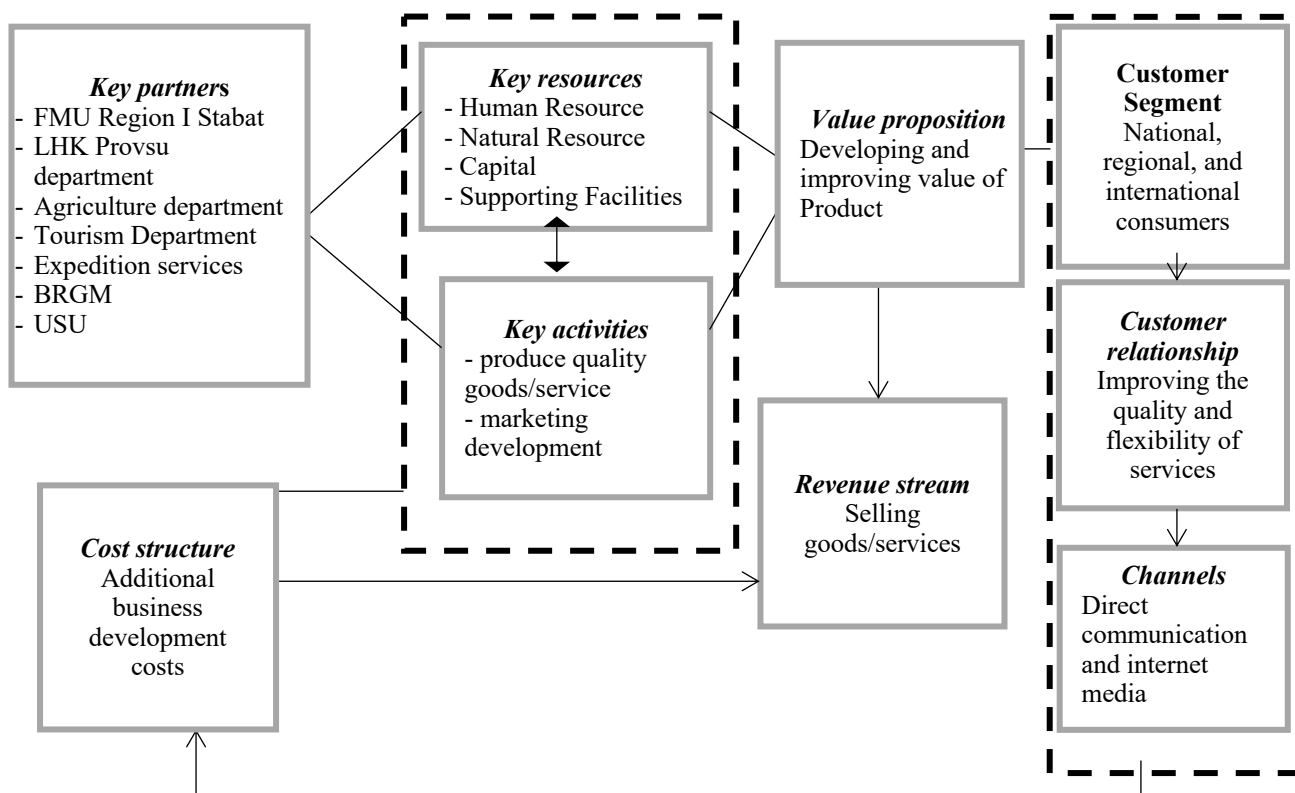 Key partners
- FMU Region I Stabat
- LHK Provsu
department
- Agriculture department
- Tourism Department
- Expedition services
- BRGM
- USU
Key resources
- Human Resource
- Natural Resource
- Capital
- Supporting Facilities
Key activities
- produce quality
goods/service
- marketing
development
Value proposition
Developing and
improving value of
Product
Customer
Segment
National,
regional, and
international
consumers
Customer
relationship
Improving the
quality and
flexibility of
services
Channels
Direct
communication
and internet
media
Revenue stream
Selling
goods/services
Cost structure
Additional
business
development
costs